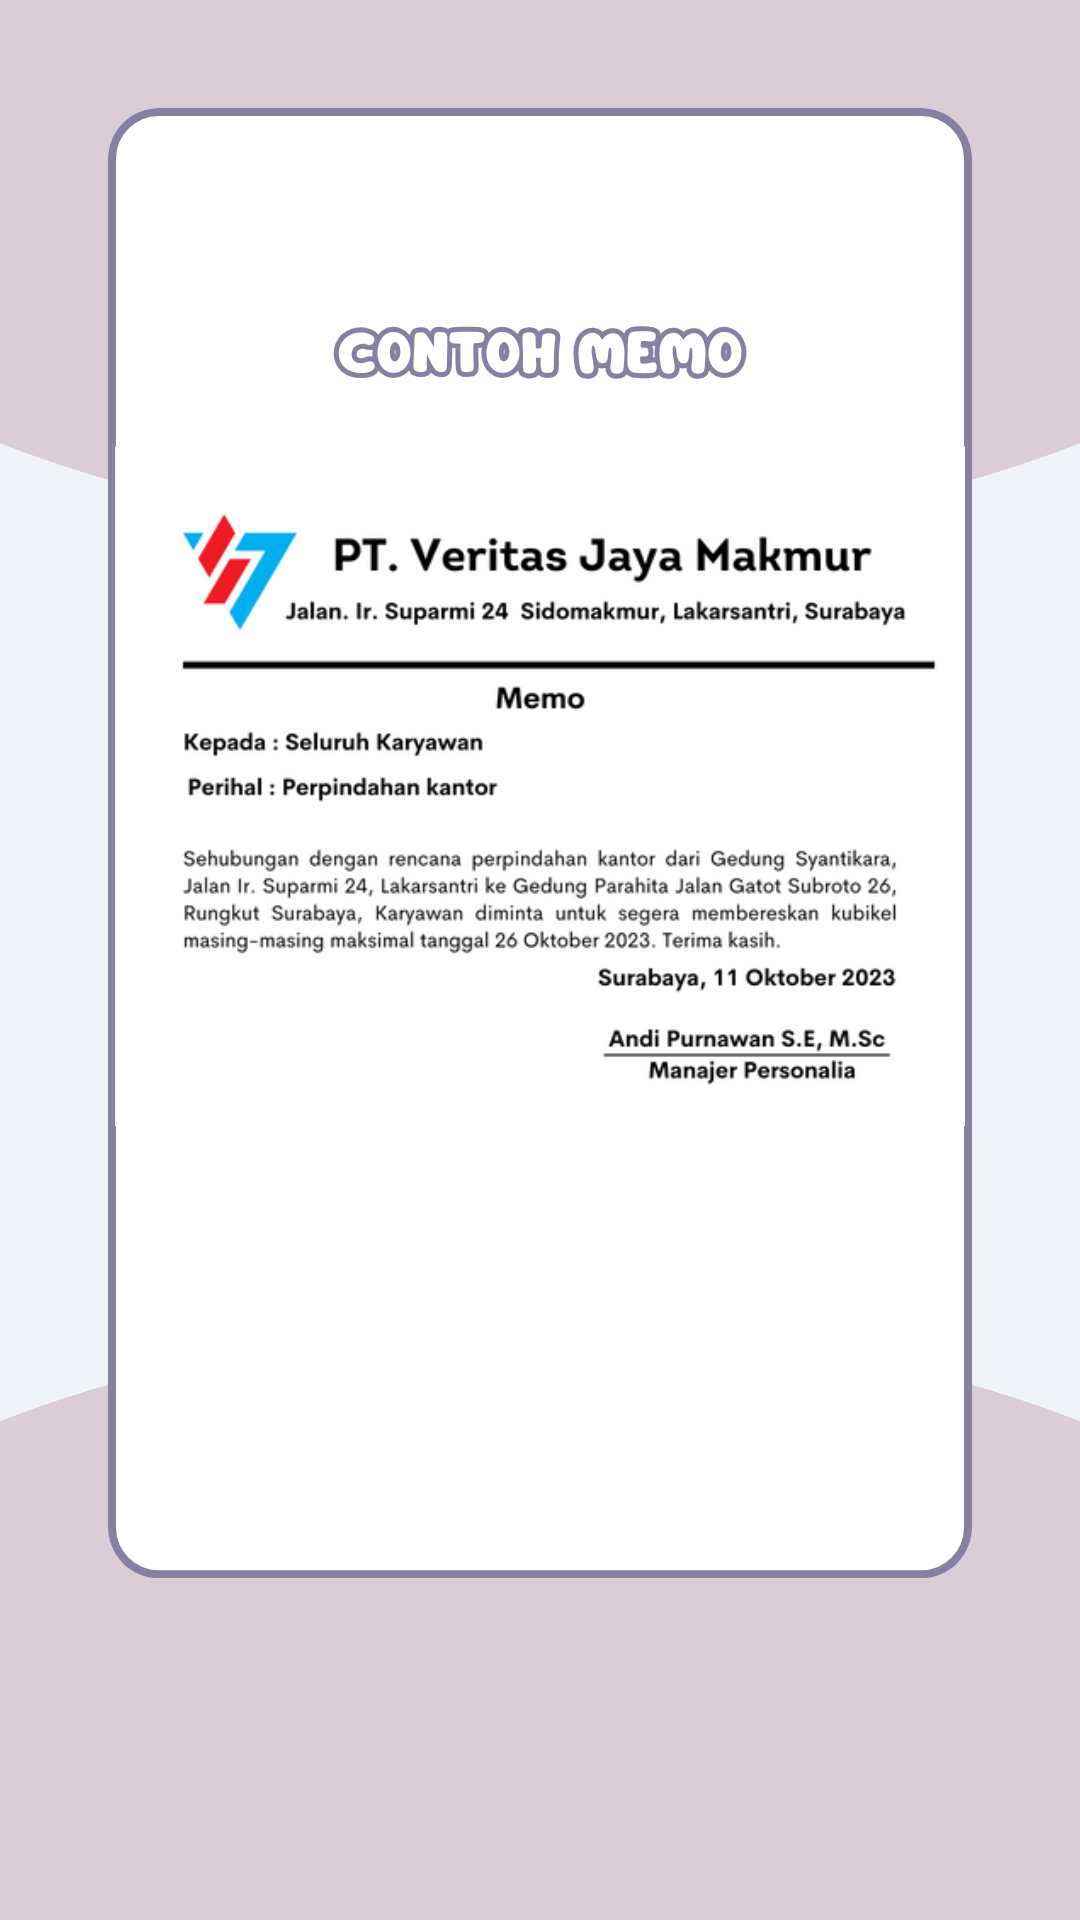 CONTOH MEMO
PT. Veritas Jaya Makmur
Jalan. Ir. Suparmi 24 Sidomakmur, Lakarsantri, Surabaya
Memo
Kepada : Seluruh Karyawan
Perihal : Perpindahan kantor
Sehubungan dengan rencana perpindahan kantor dari Gedung Syantikara,
Jalan Ir. Suparmi 24, Lakarsantri ke Gedung Parahita Jalan Gatot Subroto 26,
Rungkut Surabaya, Karyawan diminta untuk segera membereskan kubikel
masing-masing maksimal tanggal 26 Oktober 2023. Terima kasih.
Surabaya, 11 Oktober 2023
Andi Purnawan S.E, M.Sc
Manajer Personalia